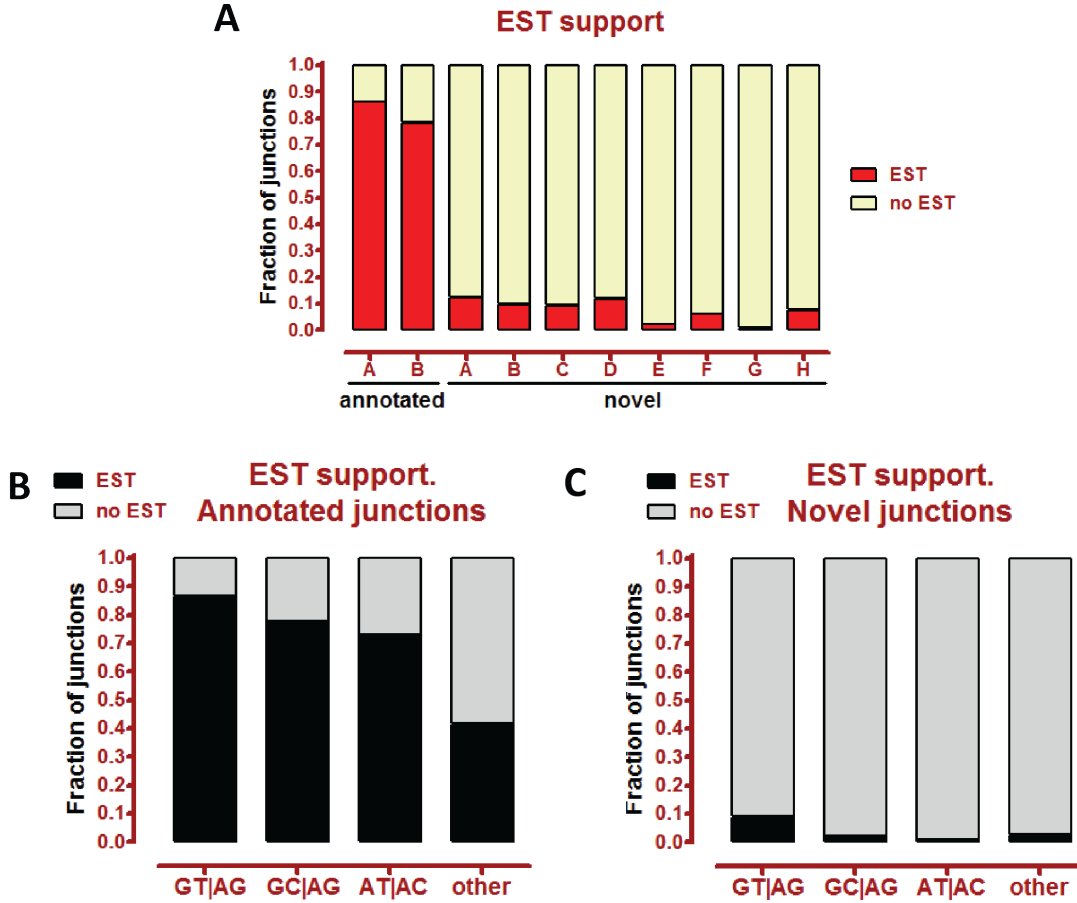 A
EST support
Fraction of junctions
1.0
0.9
0.8
0.7
0.6
0.5
0.4
0.3
0.2
0.1
0.0
EST
no EST
A B A B C D E F G H
annotated novel
B
EST
no EST
EST support.
Annotated junctions
Fraction of junctions
1.0
0.9
0.8
0.7
0.6
0.5
0.4
0.3
0.2
0.1
0.0
GT|AG GC|AG AT|AC other
C
EST
no EST
EST support.
Novel junctions
Fraction of junctions
1.0
0.9
0.8
0.7
0.6
0.5
0.4
0.3
0.2
0.1
0.0
GT|AG GC|AG AT|AC other